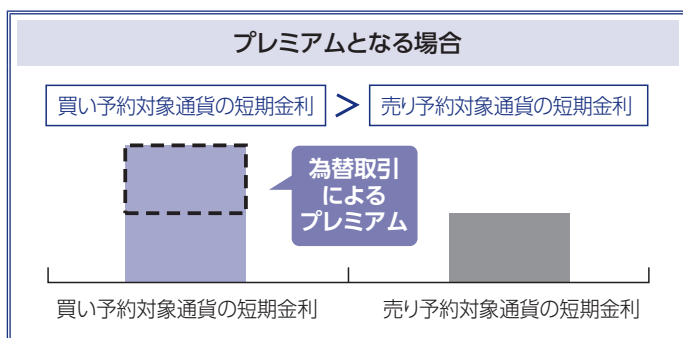 プレミアムとなる場合
買い予約対象通貨の短期金利 > 売り予約対象通貨の短期金利
為替取引
による
プレミアム
買い予約対象通貨の短期金利 売り予約対象通貨の短期金利